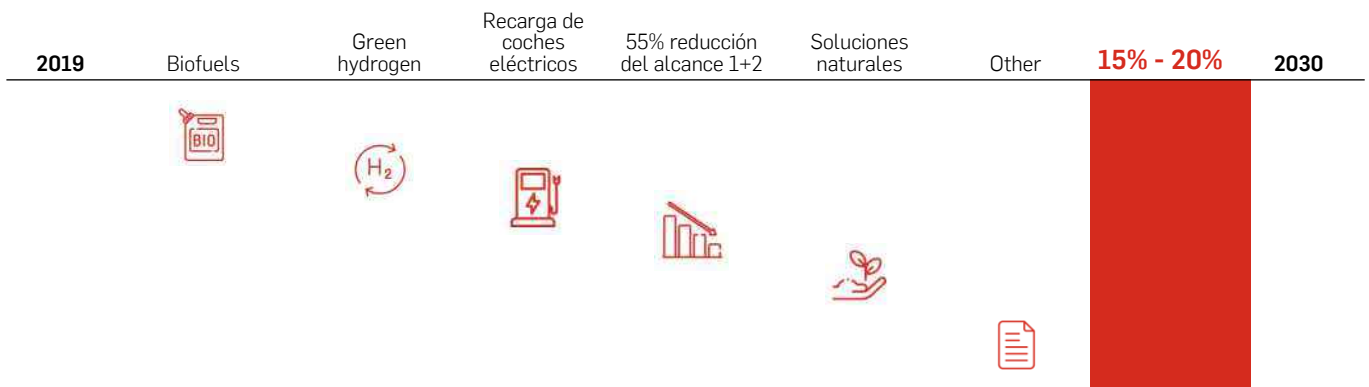 2019
Biofuels
Green
hydrogen
Recarga de
coches
eléctricos
55% reducción
del alcance 1+2
Soluciones
naturales
Other
15% - 20%
2030
BIO
H₂